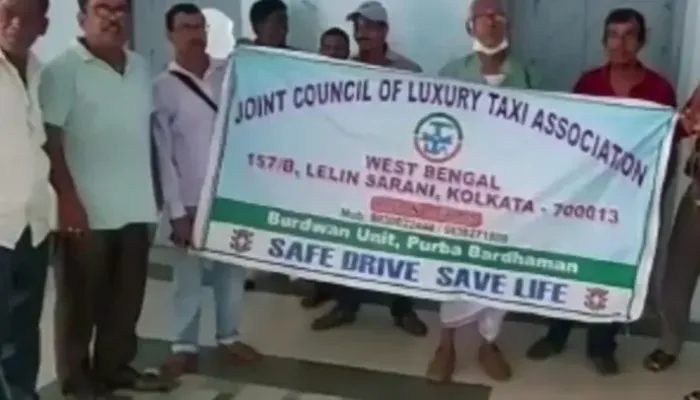 JOINT COUNCIL OF LUXURY TAXI ASSOCIATION
WEST BENGAL
157/B, LELIN SARANI, KOLKATA - 700013
Mob.
Burdwan Unit, Purba Bardhaman
SAFE DRIVE SAVE LIFE